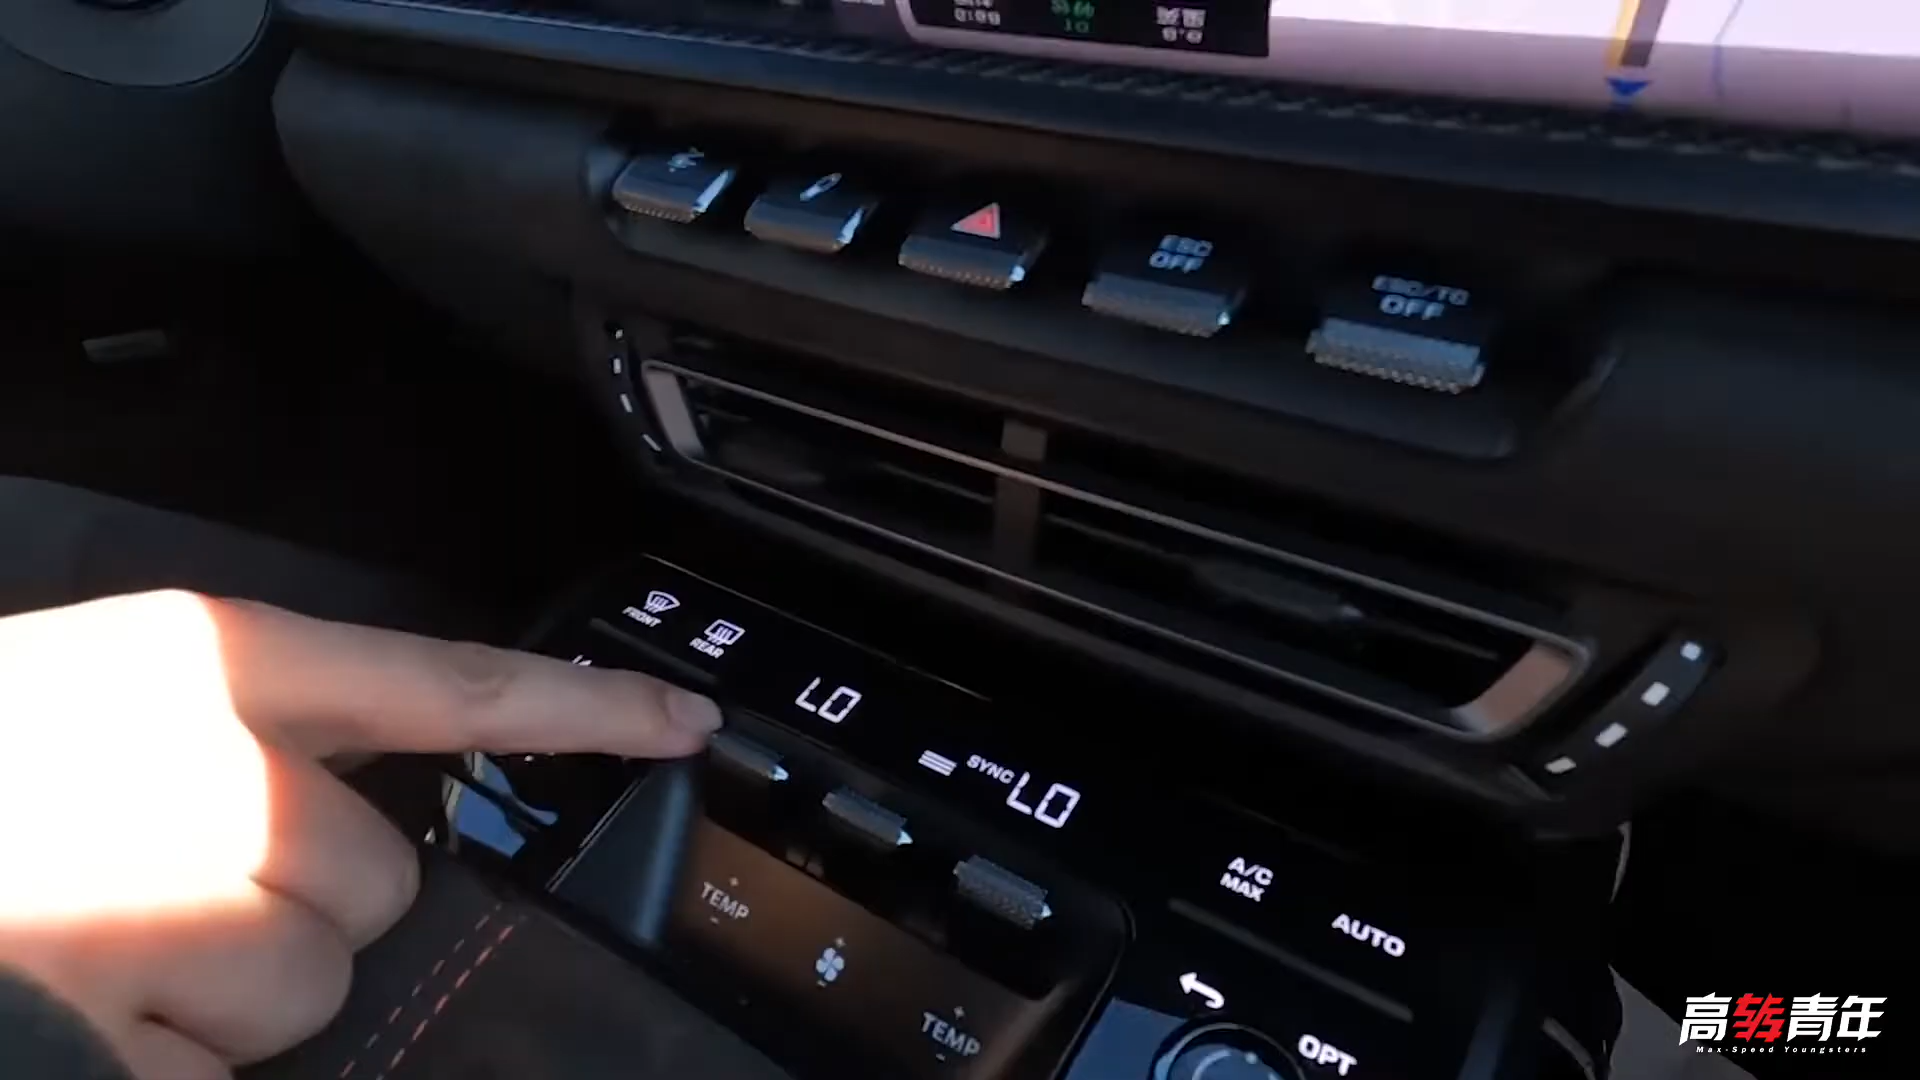 ESC
OFF
ESC/TC
OFF
FRONT
REAR
LO
SYNC
LO
A/C
MAX
AUTO
+
TEMP
-
+
-
+
TEMP
-
OPT
高转青年
Max-Speed Youngsters